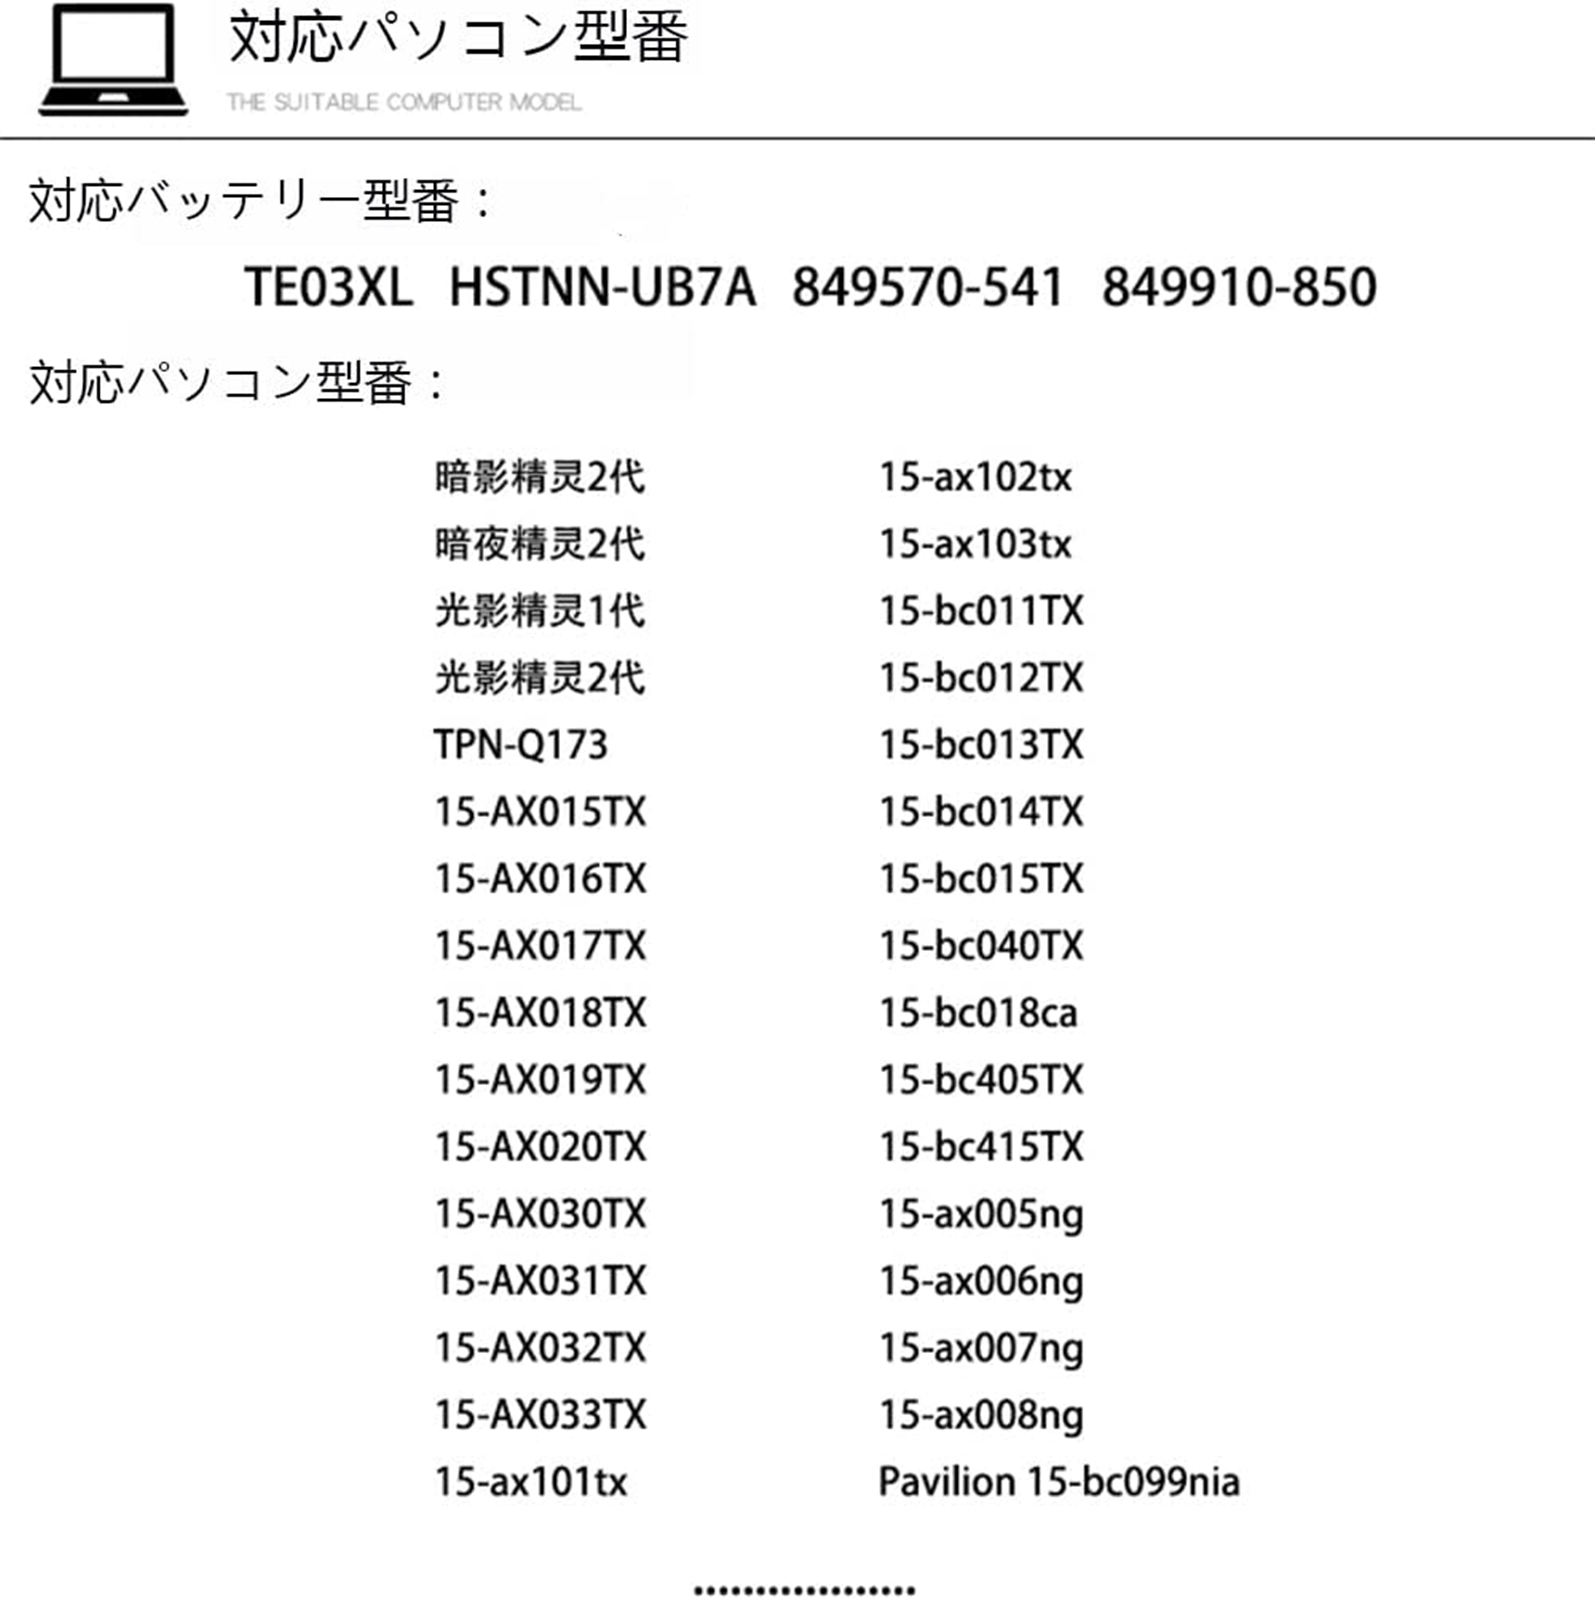 対応パソコン型番
THE SUITABLE COMPUTER MODEL
対応バッテリー型番：
TE03XL HSTNN-UB7A 849570-541 849910-850
対応パソコン型番：
暗影精灵2代 15-ax102tx
暗夜精灵2代 15-ax103tx
光影精灵1代 15-bc011TX
光影精灵2代 15-bc012TX
TPN-Q173 15-bc013TX
15-AX015TX 15-bc014TX
15-AX016TX 15-bc015TX
15-AX017TX 15-bc040TX
15-AX018TX 15-bc018ca
15-AX019TX 15-bc405TX
15-AX020TX 15-bc415TX
15-AX030TX 15-ax005ng
15-AX031TX 15-ax006ng
15-AX032TX 15-ax007ng
15-AX033TX 15-ax008ng
15-ax101tx Pavilion 15-bc099nia
..................